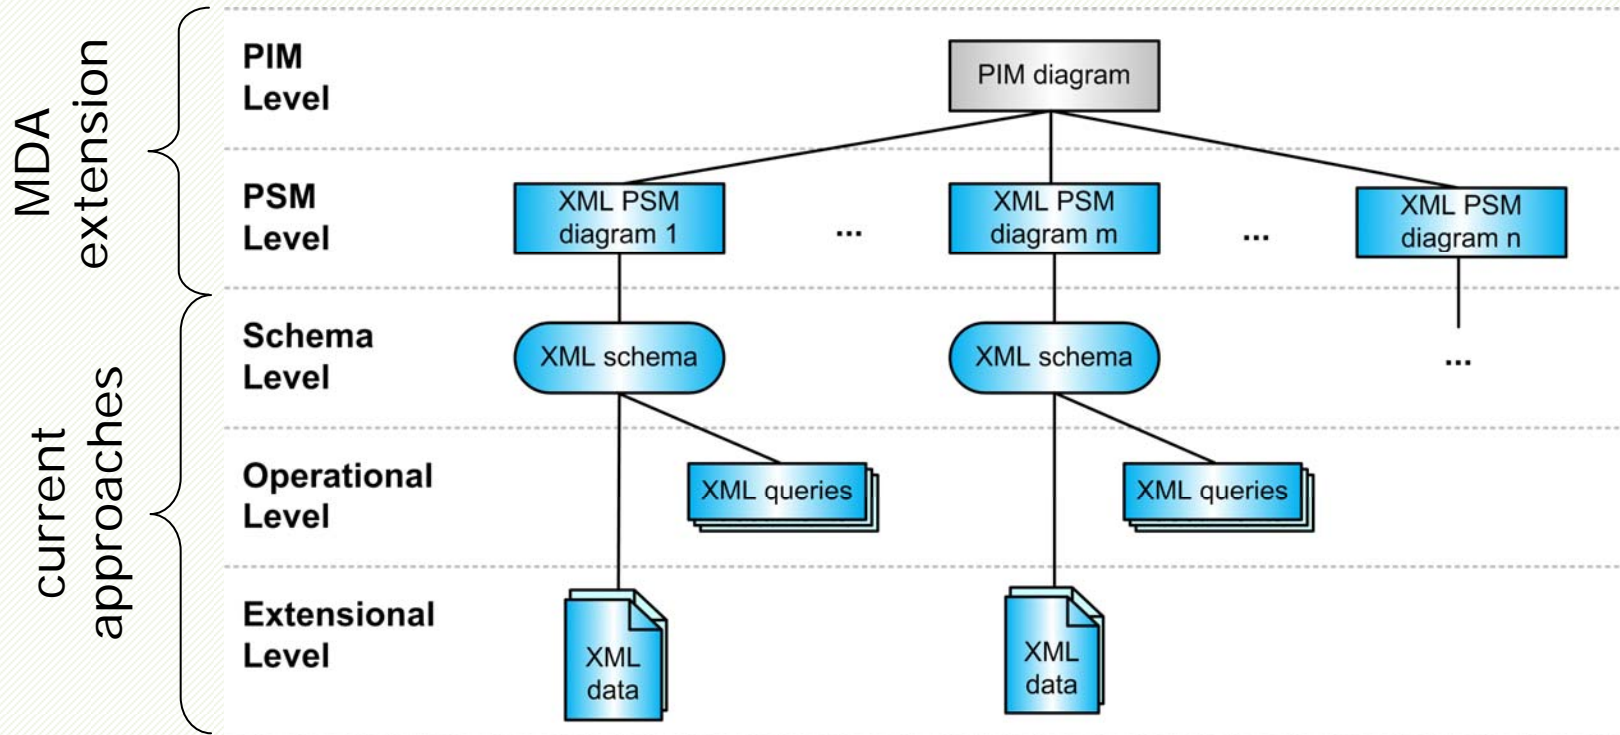 MDA
extension
current
approaches
PIM
Level
PIM diagram
PSM
Level
XML PSM
diagram 1
...
XML PSM
diagram m
...
XML PSM
diagram n
Schema
Level
XML schema
XML schema
...
Operational
Level
XML queries
XML queries
Extensional
Level
XML
data
XML
data